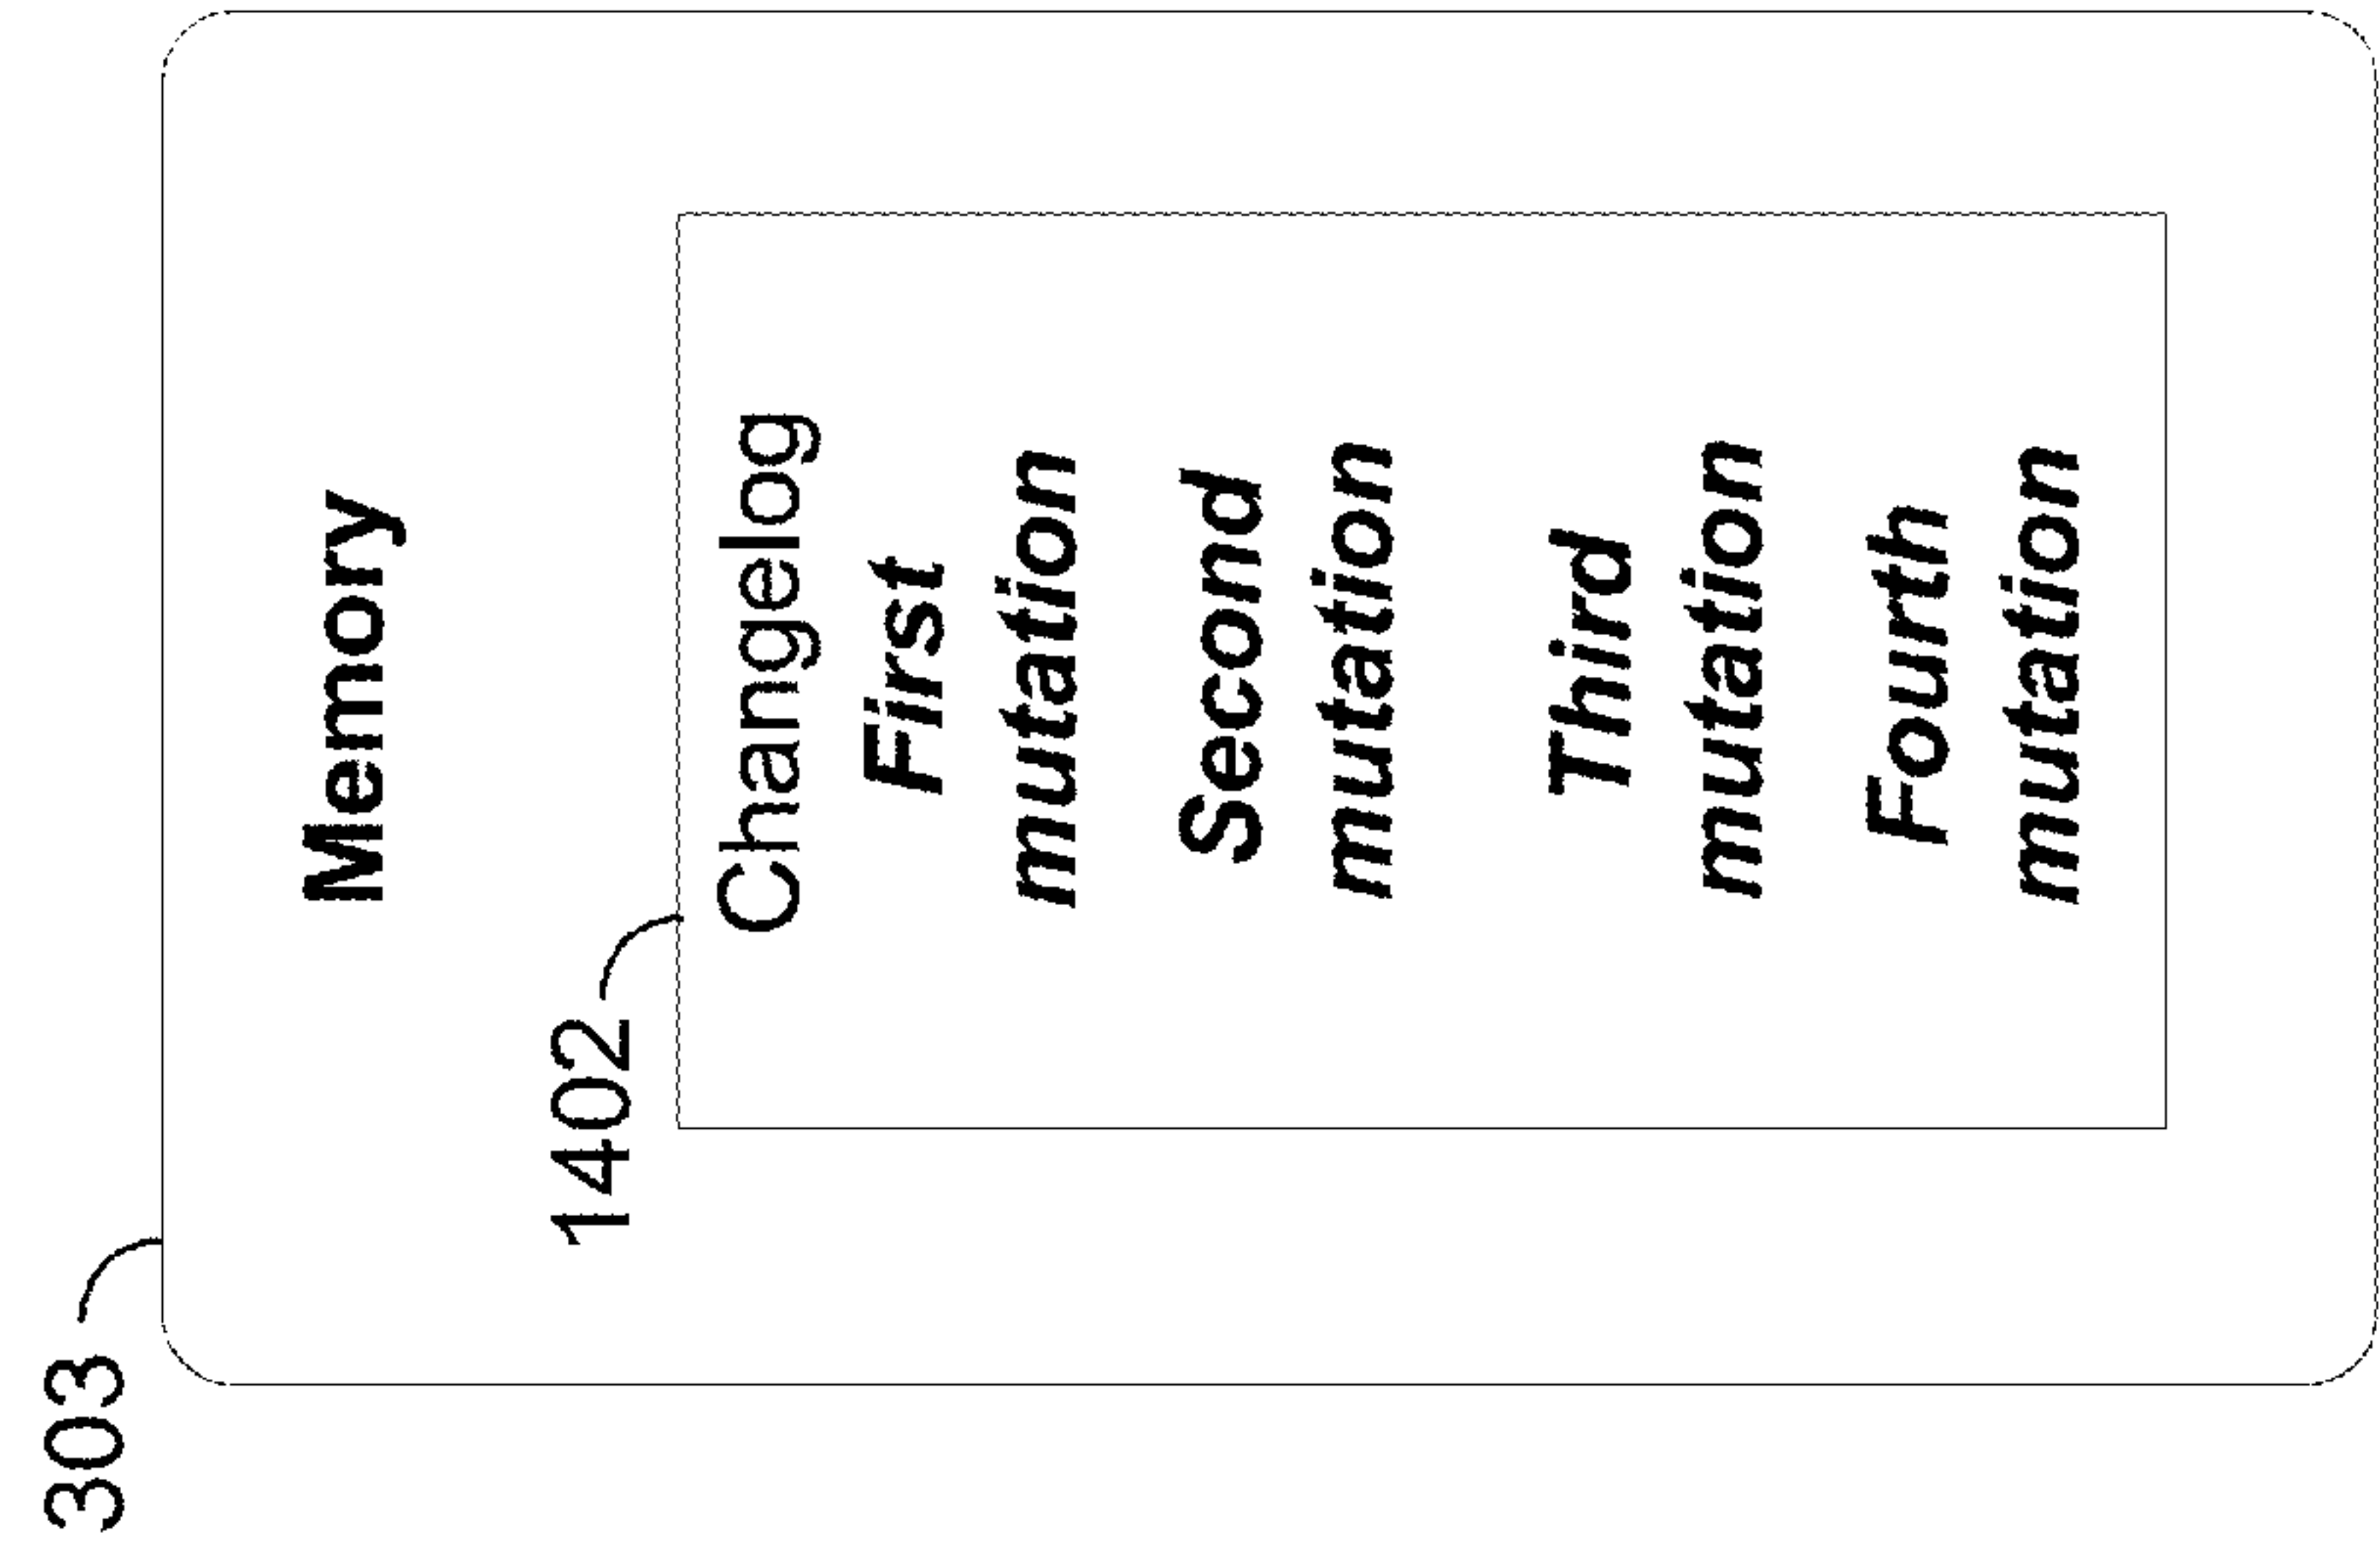 303
Memory
1402
Changelog
First
mutation
Second
mutation
Third
mutation
Fourth
mutation